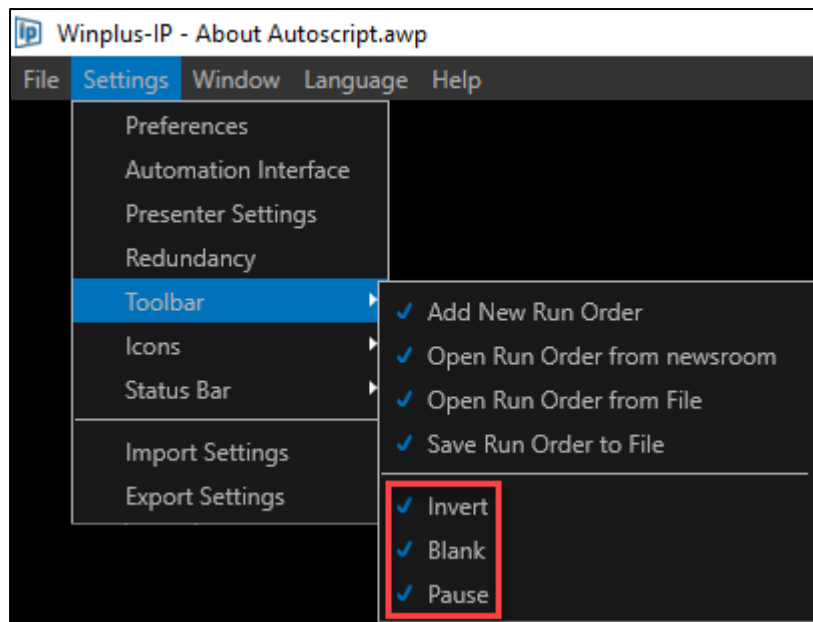 ip Winplus-IP - About Autoscript.awp
File Settings Window Language Help
Preferences
Automation Interface
Presenter Settings
Redundancy
Toolbar
Icons
Status Bar
Import Settings
Export Settings
Add New Run Order
Open Run Order from newsroom
Open Run Order from File
Save Run Order to File
Invert
Blank
Pause